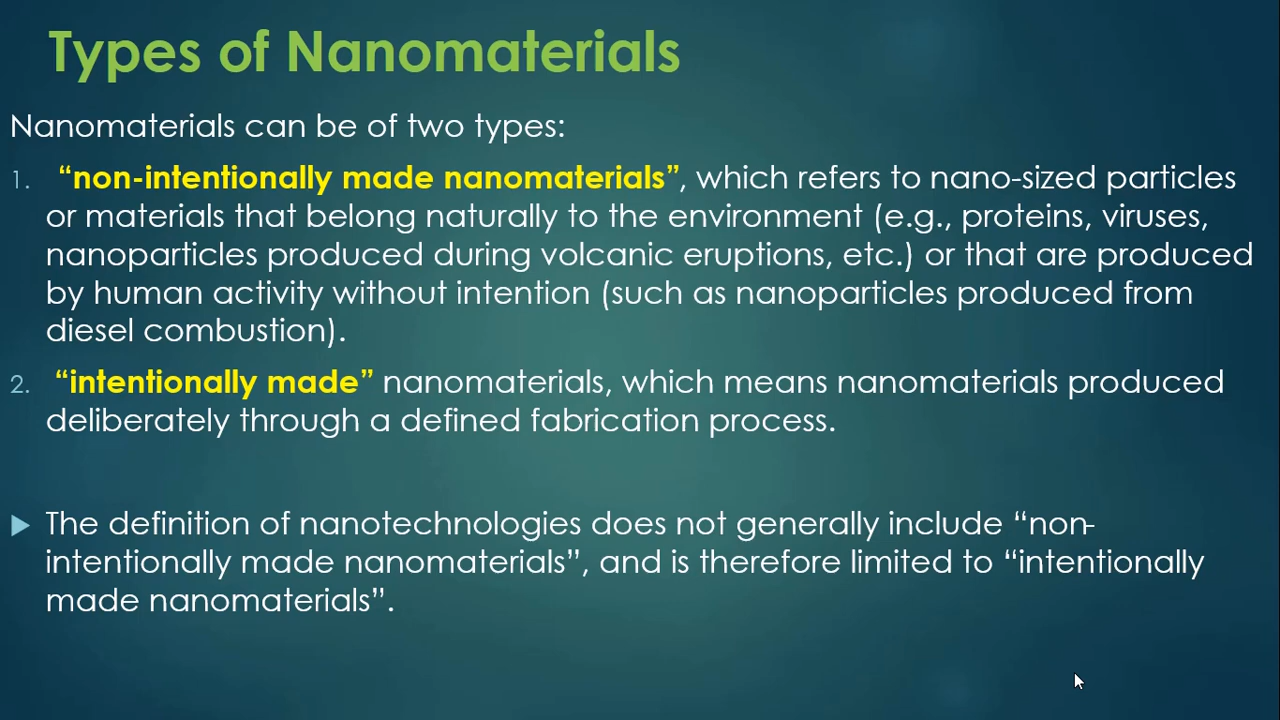 Types of Nanomaterials
Nanomaterials can be of two types:
1. “non-intentionally made nanomaterials”, which refers to nano-sized particles
or materials that belong naturally to the environment (e.g., proteins, viruses,
nanoparticles produced during volcanic eruptions, etc.) or that are produced
by human activity without intention (such as nanoparticles produced from
diesel combustion).
2. “intentionally made” nanomaterials, which means nanomaterials produced
deliberately through a defined fabrication process.
The definition of nanotechnologies does not generally include “non-
intentionally made nanomaterials”, and is therefore limited to “intentionally
made nanomaterials”.